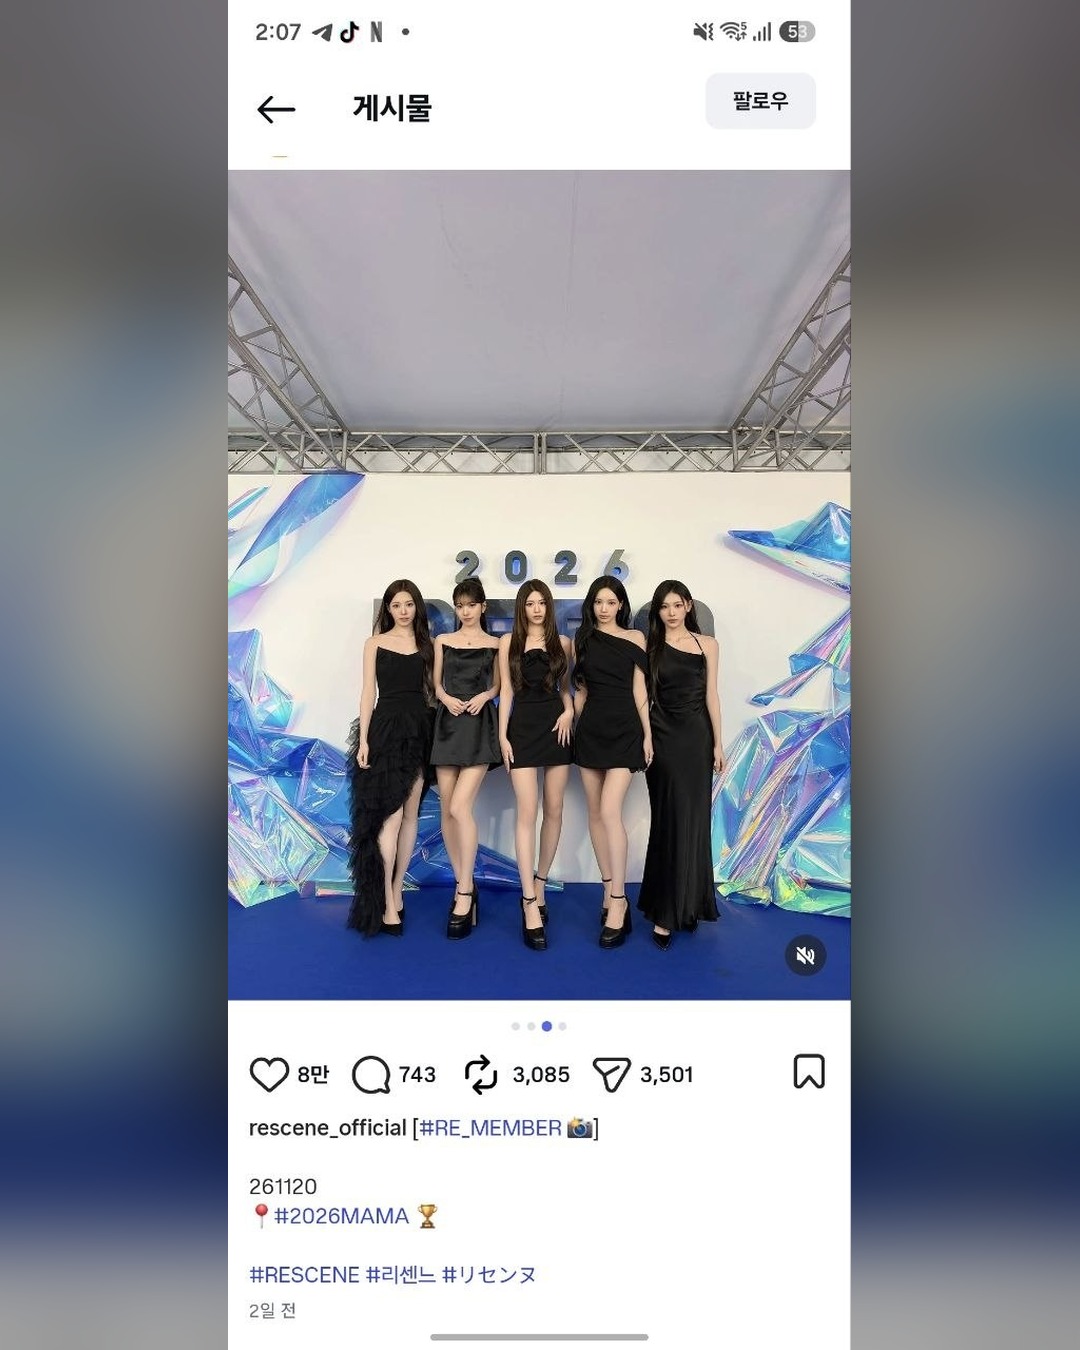 2:07
53
게시물
팔로우
2026
8만 743 3,085 3,501
rescene_official [#RE_MEMBER 📸]
261120
📍#2026MAMA 🏆
#RESCENE #리센느 #リセンヌ
2일 전